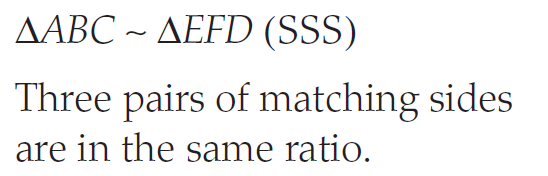 ΔABC ~ ΔEFD (SSS)
Three pairs of matching sides
are in the same ratio.